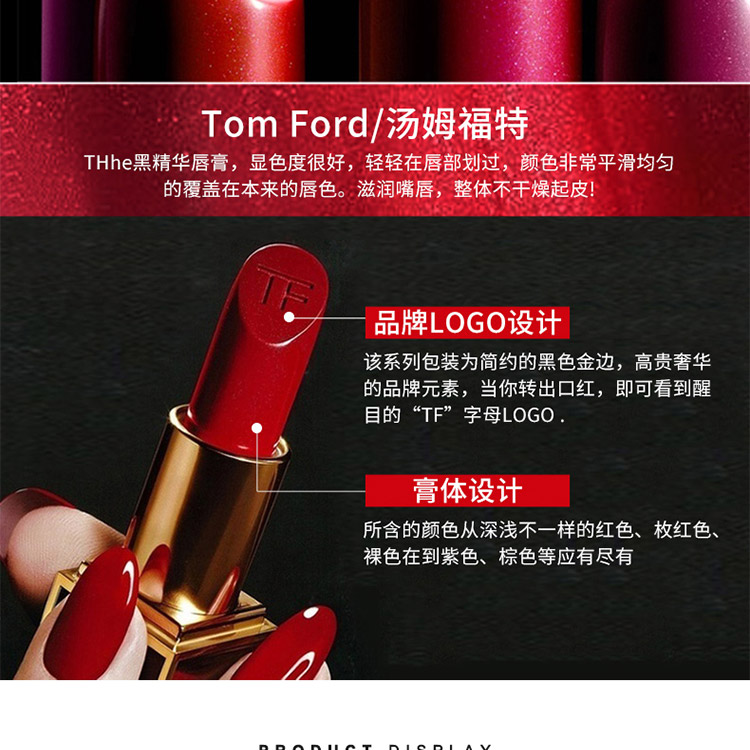 Tom Ford/汤姆福特
THhe黑精华唇膏，显色度很好，轻轻在唇部划过，颜色非常平滑均匀
的覆盖在本来的唇色。滋润嘴唇，整体不干燥起皮!
TF
品牌LOGO设计
该系列包装为简约的黑色金边，高贵奢华
的品牌元素，当你转出口红，即可看到醒
目的“TF”字母LOGO .
膏体设计
所含的颜色从深浅不一样的红色、枚红色、
裸色在到紫色、棕色等应有尽有
PRODUCT DISPLAY